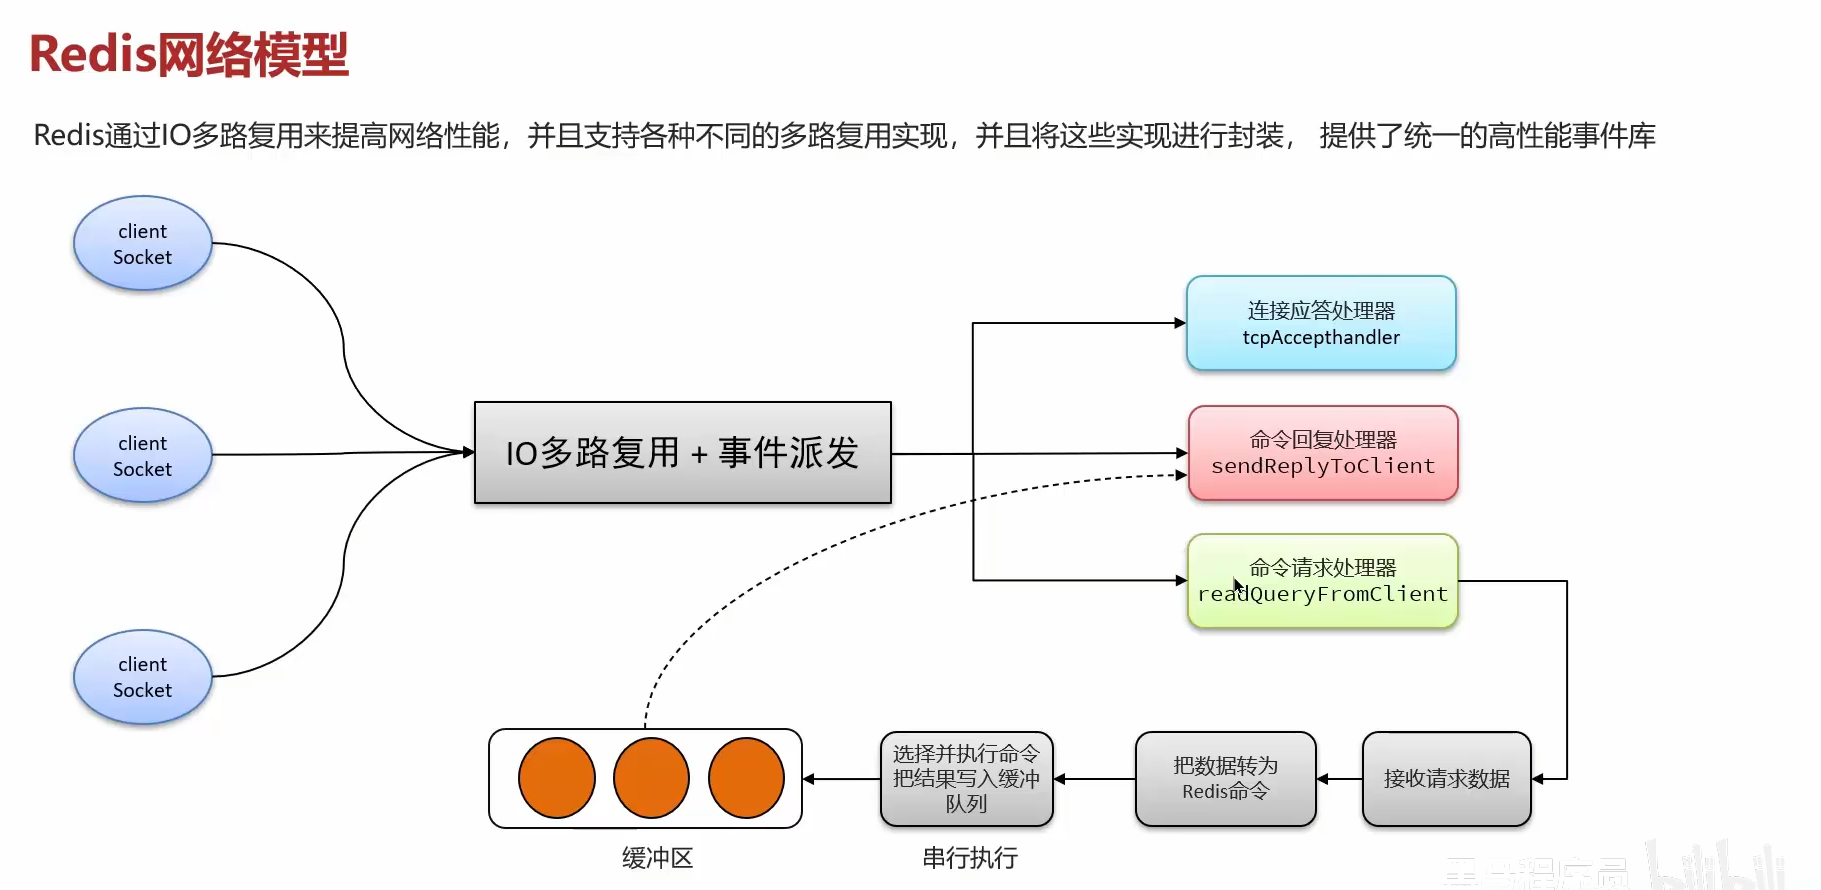 Redis网络模型
Redis通过IO多路复用来提高网络性能，并且支持各种不同的多路复用实现，并且将这些实现进行封装， 提供了统一的高性能事件库
client
Socket
client
Socket
client
Socket
IO多路复用 + 事件派发
连接应答处理器
tcpAccepthandler
命令回复处理器
sendReplyToClient
命令请求处理器
readQueryFromClient
接收请求数据
把数据转为
Redis命令
选择并执行命令
把结果写入缓冲
队列
缓冲区
串行执行
黑马程序员
bilibili